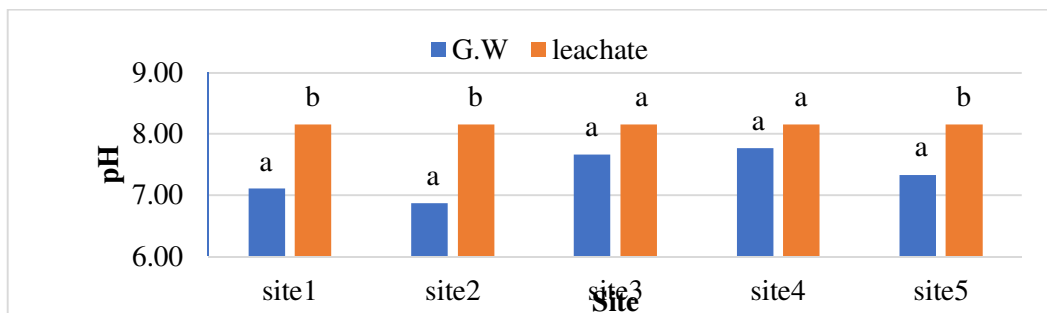 G.W leachate
9.00
8.00
7.00
6.00
pH
a b
a b
a a
a a
a b
site1 site2 site3 site4 site5
Site